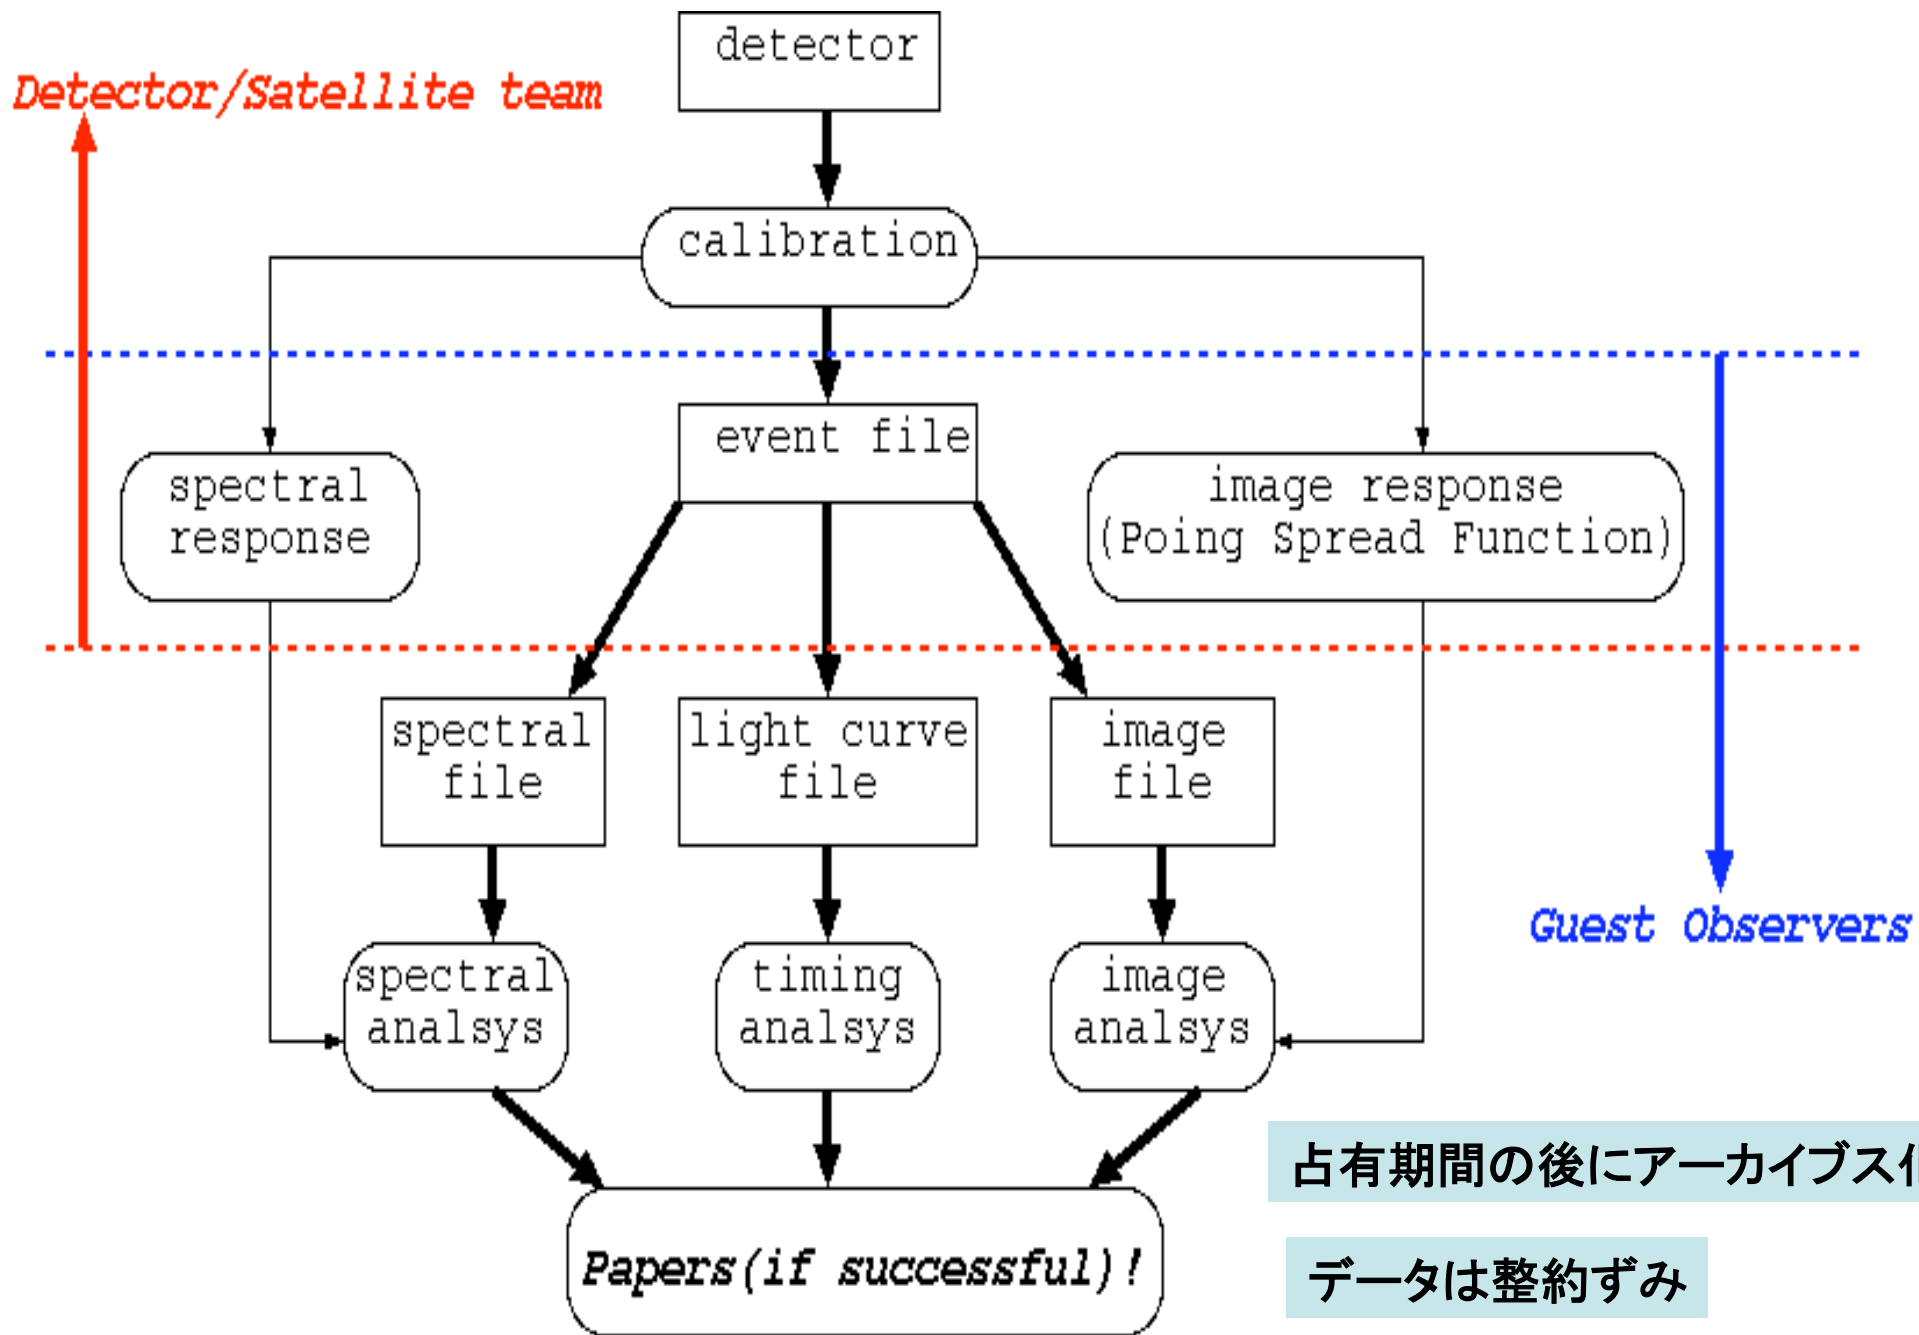 detector
Detector/Satellite team
calibration
event file
spectral
response
image response
(Poing Spread Function)
spectral
file
light curve
file
image
file
Guest Observers
spectral
analsys
timing
analsys
image
analsys
占有期間の後にアーカイブス
Papers(if successful)!
データは整約ずみ